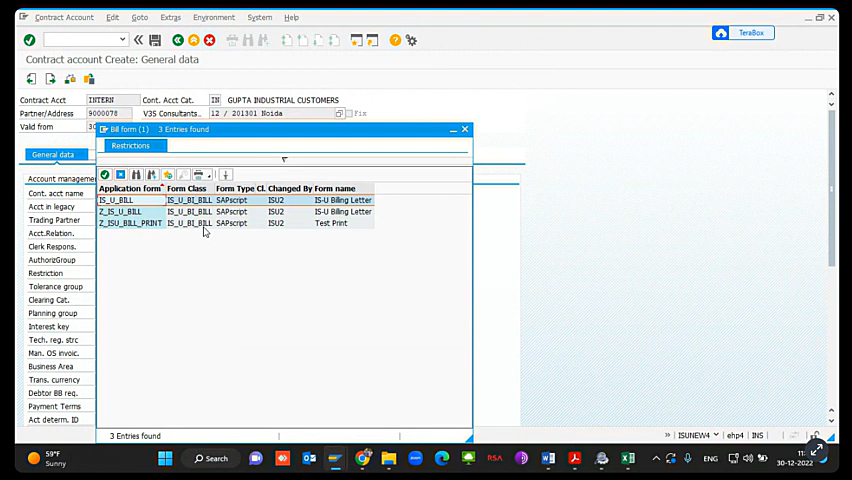 Contract Account Edit Goto Extras Environment System Help
TeraBox
Contract account Create: General data
Contract Acct INTERN Cont. Acct Cat. IN GUPTA INDUSTRIAL CUSTOMERS
Partner/Address 9000078 V3S Consultants.. 12 / 201301 Noida Fix
Valid from 30
Bill form (1) 3 Entries found
Restrictions
General data
Account management
Application form Form Class Form Type Cl. Changed By Form name
Cont. acct name
IS_U_BILL IS_U_BI_BILL SAPscript ISU2 IS-U Biling Letter
Acct in legacy
Z_IS_U_BILL IS_U_BI_BILL SAPscript ISU2 IS-U Biling Letter
Trading Partner
Z_ISU_BILL_PRINT IS_U_BI_BILL SAPscript ISU2 Test Print
Acct.Relation.
Clerk Respons.
AuthorizGroup
Restriction
Tolerance group
Clearing Cat.
Planning group
Interest key
Tech. reg. strc
Man. OS invoic.
Business Area
Trans. currency
Debtor BB req.
Payment Terms
Act determ. ID
3 Entries found
ISUNEW4 ehp4 INS
59°F
Sunny
Search
RSA
ENG
30-12-2022